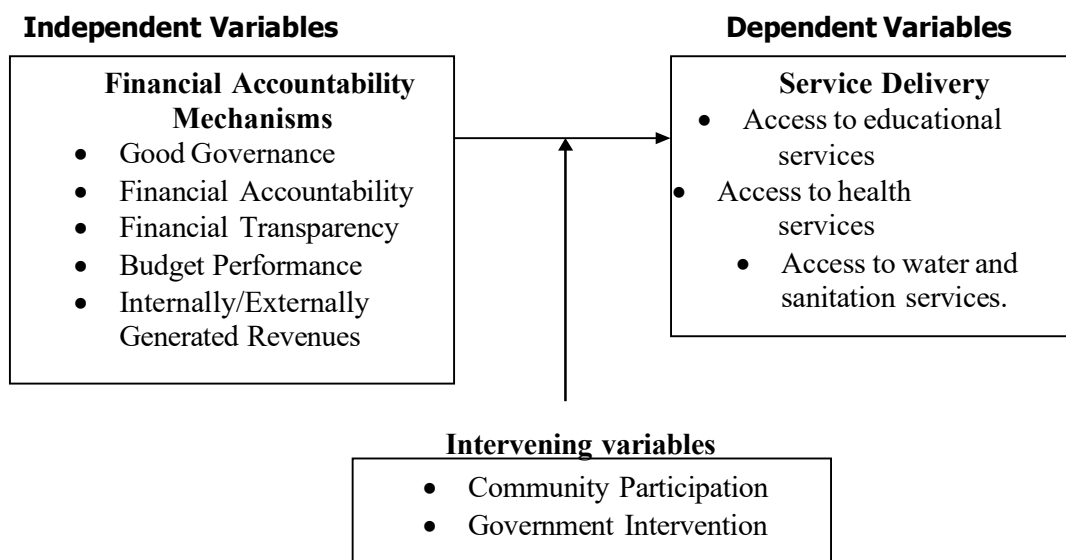 Independent Variables
Dependent Variables
Financial Accountability
Mechanisms
• Good Governance
• Financial Accountability
• Financial Transparency
• Budget Performance
• Internally/Externally
Generated Revenues
Service Delivery
• Access to educational
services
• Access to health
services
• Access to water and
sanitation services.
Intervening variables
• Community Participation
• Government Intervention